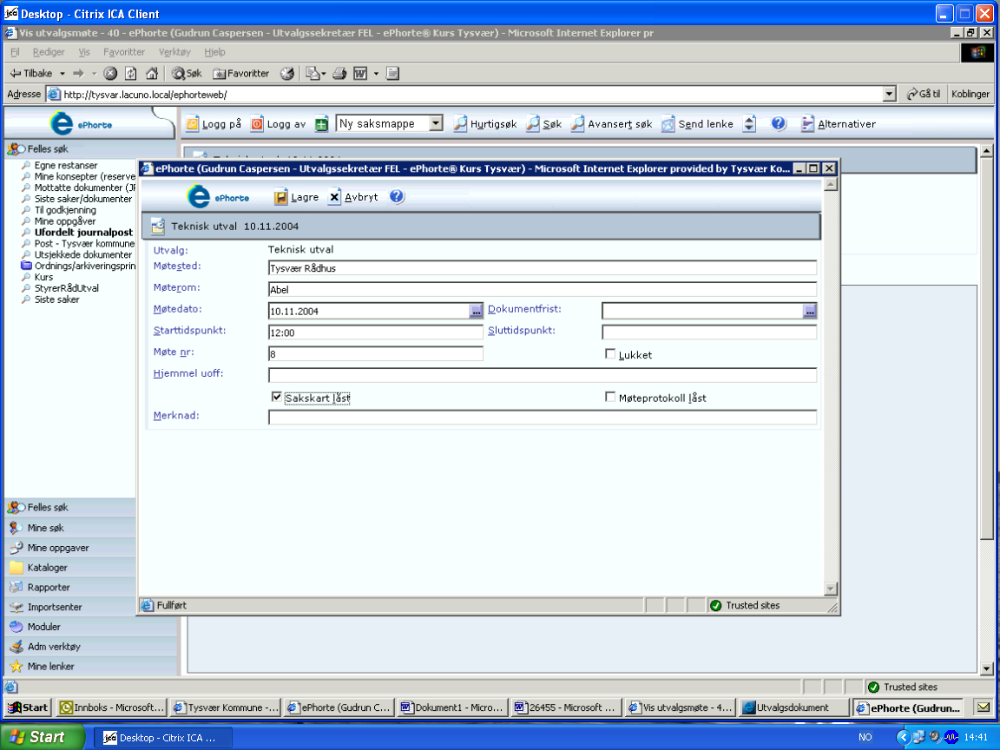 Desktop - Citrix ICA Client
Vis utvalgsmøte - 40 - ePhorte (Gudrun Caspersen - Utvalgssekretær FEL - ePhorte® Kurs Tysvær) - Microsoft Internet Explorer pr
Fil Rediger Vis Favoritter Verktøy Hjelp
Tilbake Søk Favoritter
Adresse http://tysvar.lacuno.local/ephorteweb/ Gå til Koblinger
ePhorte Logg på Logg av Ny saksmappe Hurtigsøk Søk Avansert søk Send lenke Alternativer
Felles søk
Egne restanser
Mine konsepter (reserve
Mottatte dokumenter (JF
Siste saker/dokumenter
Til godkjenning
Mine oppgåver
Ufordelt journalpost
Post - Tysvær kommune
Utsjekkede dokumenter
Ordnings/arkiveringsprin
Kurs
StyrerRådUtval
Siste saker
ePhorte (Gudrun Caspersen - Utvalgssekretær FEL - ePhorte® Kurs Tysvær) - Microsoft Internet Explorer provided by Tysvær Ko...
ePhorte Lagre Avbryt
Teknisk utval 10.11.2004
Utvalg: Teknisk utval
Møtested: Tysvær Rådhus
Møterom: Abel
Møtedato: 10.11.2004 ... Dokumentfrist: ...
Starttidspunkt: 12:00 Sluttidspunkt:
Møte nr: 8 Lukket
Hjemmel uoff:
Sakskart låst Møteprotokoll låst
Merknad:
Fullført Trusted sites
Felles søk
Mine søk
Mine oppgaver
Kataloger
Rapporter
Importsenter
Moduler
Adm verktøy
Mine lenker
Trusted sites
Start Innboks - Microsoft... Tysvær Kommune -... ePhorte (Gudrun C... Dokument1 - Micro... 26455 - Microsoft ... Vis utvalgsmøte - 4... Utvalgsdokument ePhorte (Gudrun...
Start Desktop - Citrix ICA ... NO 14:41